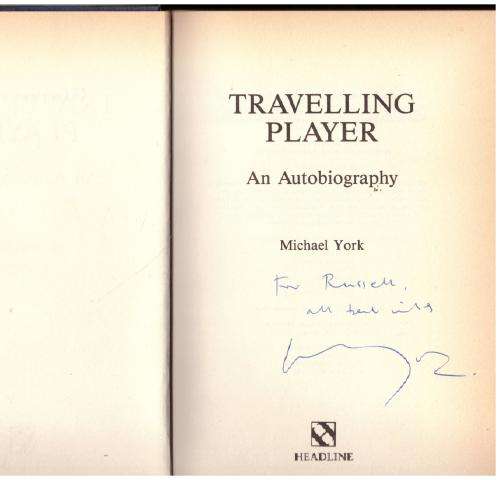 TRAVELLING
PLAYER
An Autobiography
Michael York
For Russell,
all best wishes
HEADLINE